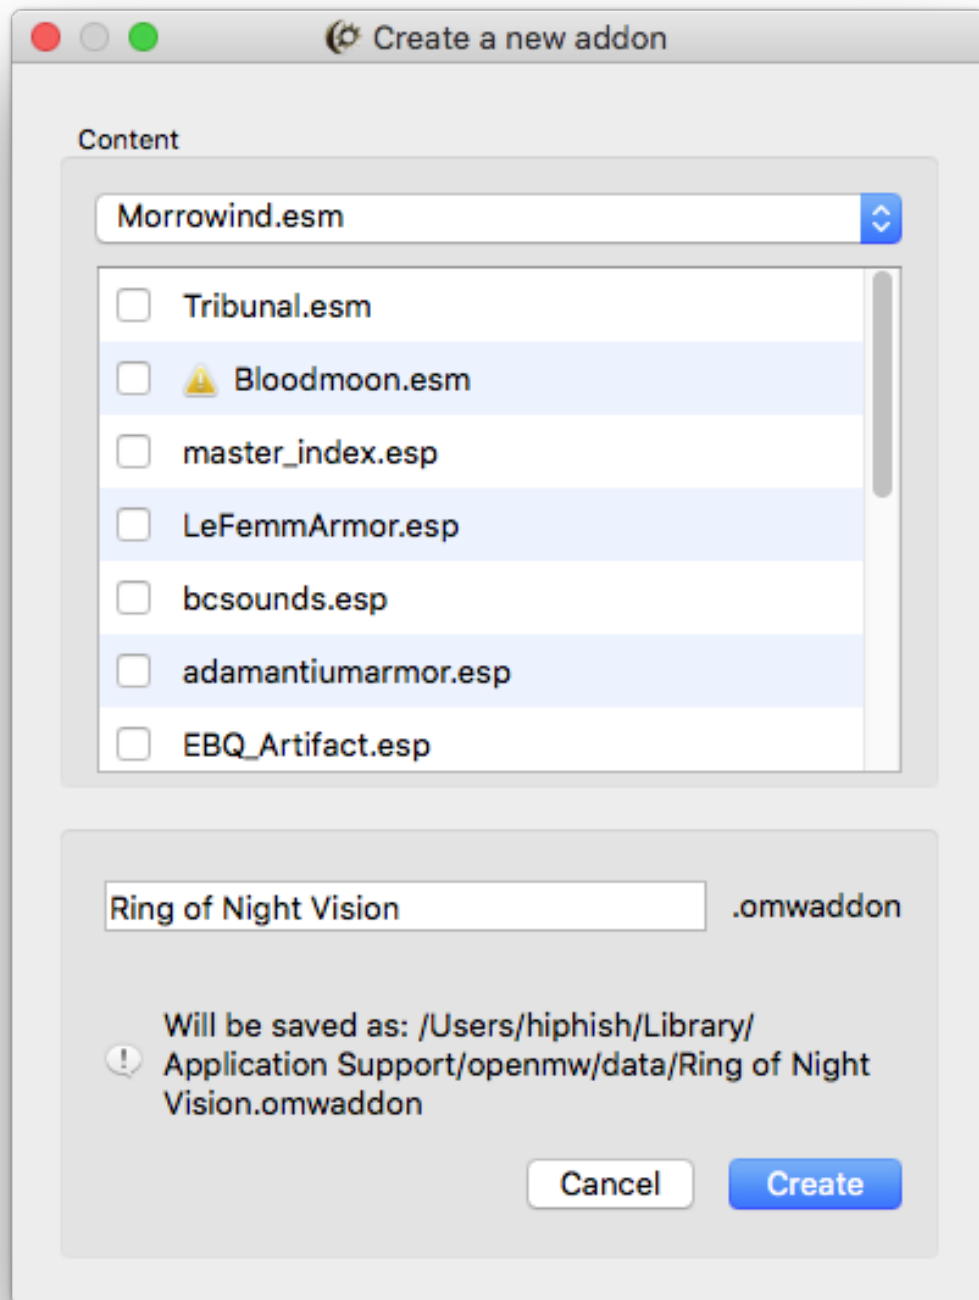 Create a new addon
Content
Morrowind.esm
Tribunal.esm
Bloodmoon.esm
master_index.esp
LeFemmArmor.esp
bcsounds.esp
adamantiumarmor.esp
EBQ_Artifact.esp
Ring of Night Vision .omwaddon
Will be saved as: /Users/hiphish/Library/
Application Support/openmw/data/Ring of Night
Vision.omwaddon
Cancel Create